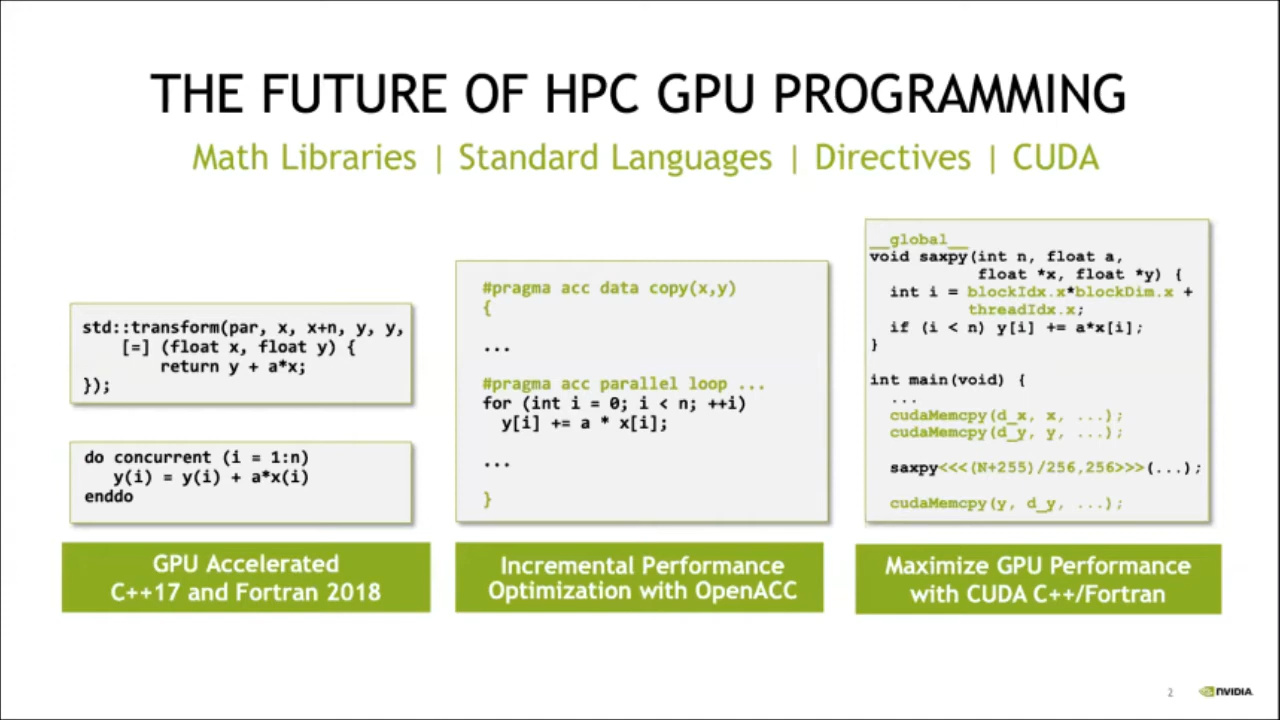 THE FUTURE OF HPC GPU PROGRAMMING
Math Libraries | Standard Languages | Directives | CUDA
std::transform(par, x, x+n, y, y,
    [=] (float x, float y) {
        return y + a*x;
});
do concurrent (i = 1:n)
   y(i) = y(i) + a*x(i)
enddo
GPU Accelerated
C++17 and Fortran 2018
#pragma acc data copy(x,y)
{
...
#pragma acc parallel loop ...
for (int i = 0; i < n; ++i)
  y[i] += a * x[i];
...
}
Incremental Performance
Optimization with OpenACC
__global__
void saxpy(int n, float a,
           float *x, float *y) {
  int i = blockIdx.x*blockDim.x +
          threadIdx.x;
  if (i < n) y[i] += a*x[i];
}
int main(void) {
  ...
  cudaMemcpy(d_x, x, ...);
  cudaMemcpy(d_y, y, ...);
  saxpy<<<(N+255)/256,256>>>(...);
  cudaMemcpy(y, d_y, ...);
Maximize GPU Performance
with CUDA C++/Fortran
2
NVIDIA